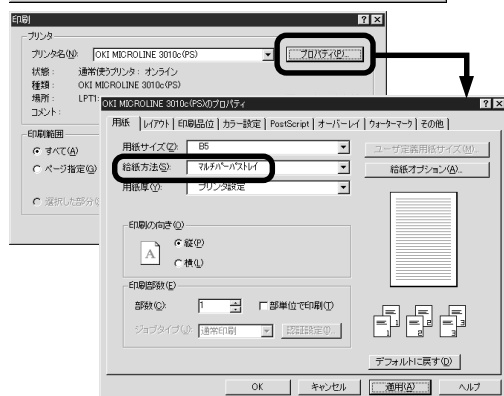 印刷
プリンタ
プリンタ名(N): OKI MICROLINE 3010c(PS) プロパティ(P)...
状態: 通常使うプリンタ: オンライン
種類: OKI MICROLINE 3010c(PS)
場所: LPT1:
コメント:
印刷範囲
すべて(A)
ページ指定(G)
選択した部分
OKI MICROLINE 3010c(PS)のプロパティ
用紙 レイアウト 印刷品位 カラー設定 PostScript オーバーレイ ウォーターマーク その他
用紙サイズ(Z): B5 ユーザ定義用紙サイズ(M)...
給紙方法(S): マルチパーパストレイ 給紙オプション(A)...
用紙厚(Y): プリンタ設定
印刷の向き(O)
A
縦(P)
横(L)
印刷部数(E)
部数(C): 1 部単位で印刷(T)
ジョブタイプ(J): 通常印刷 認証設定(I)...
1 2 3
1 2 3
デフォルトに戻す(D)
OK キャンセル 適用(A) ヘルプ